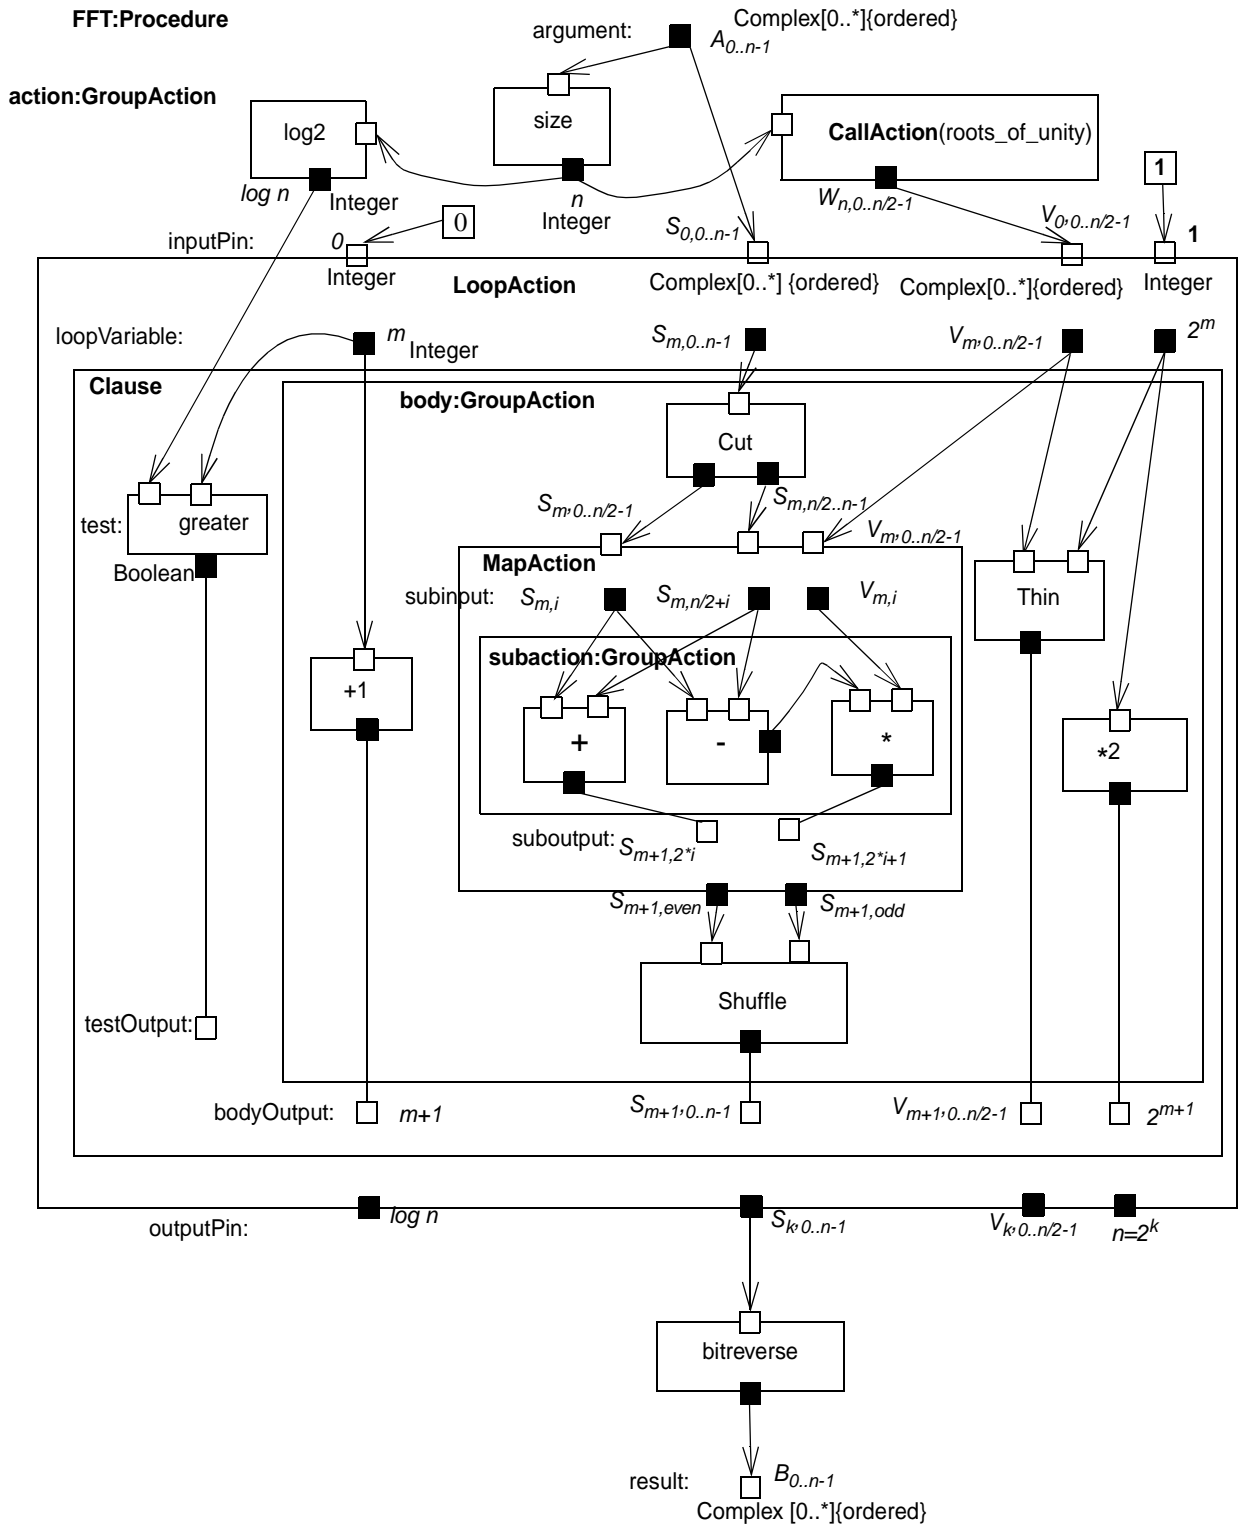 FFT:Procedure
argument:
Complex[0..*]{ordered}
A0..n-1
action:GroupAction
log2
size
CallAction(roots_of_unity)
1
log n
Integer
n
Integer
Wn,0..n/2-1
0
inputPin:
0
Integer
S0,0..n-1
V0,0..n/2-1
1
LoopAction
Complex[0..*] {ordered}
Complex[0..*]{ordered}
Integer
loopVariable:
m
Integer
Sm,0..n-1
Vm,0..n/2-1
2m
Clause
body:GroupAction
Cut
Sm,0..n/2-1
Sm,n/2..n-1
Vm,0..n/2-1
test:
greater
Boolean
MapAction
subinput:
Sm,i
Sm,n/2+i
Vm,i
Thin
subaction:GroupAction
+1
+
-
*
*2
suboutput:
Sm+1,2*i
Sm+1,2*i+1
Sm+1,even
Sm+1,odd
Shuffle
testOutput:
bodyOutput:
m+1
Sm+1,0..n-1
Vm+1,0..n/2-1
2m+1
outputPin:
log n
Sk,0..n-1
Vk,0..n/2-1
n=2k
bitreverse
result:
B0..n-1
Complex [0..*]{ordered}